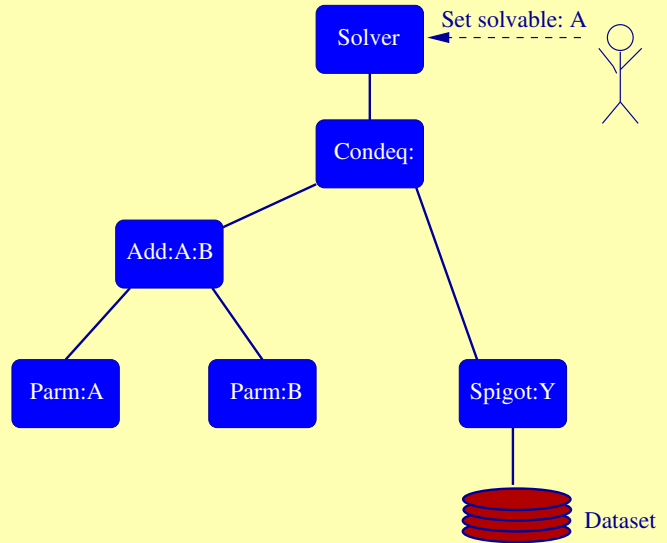 Set solvable: A
Solver
Condeq:
Add:A:B
Parm:A
Parm:B
Spigot:Y
Dataset